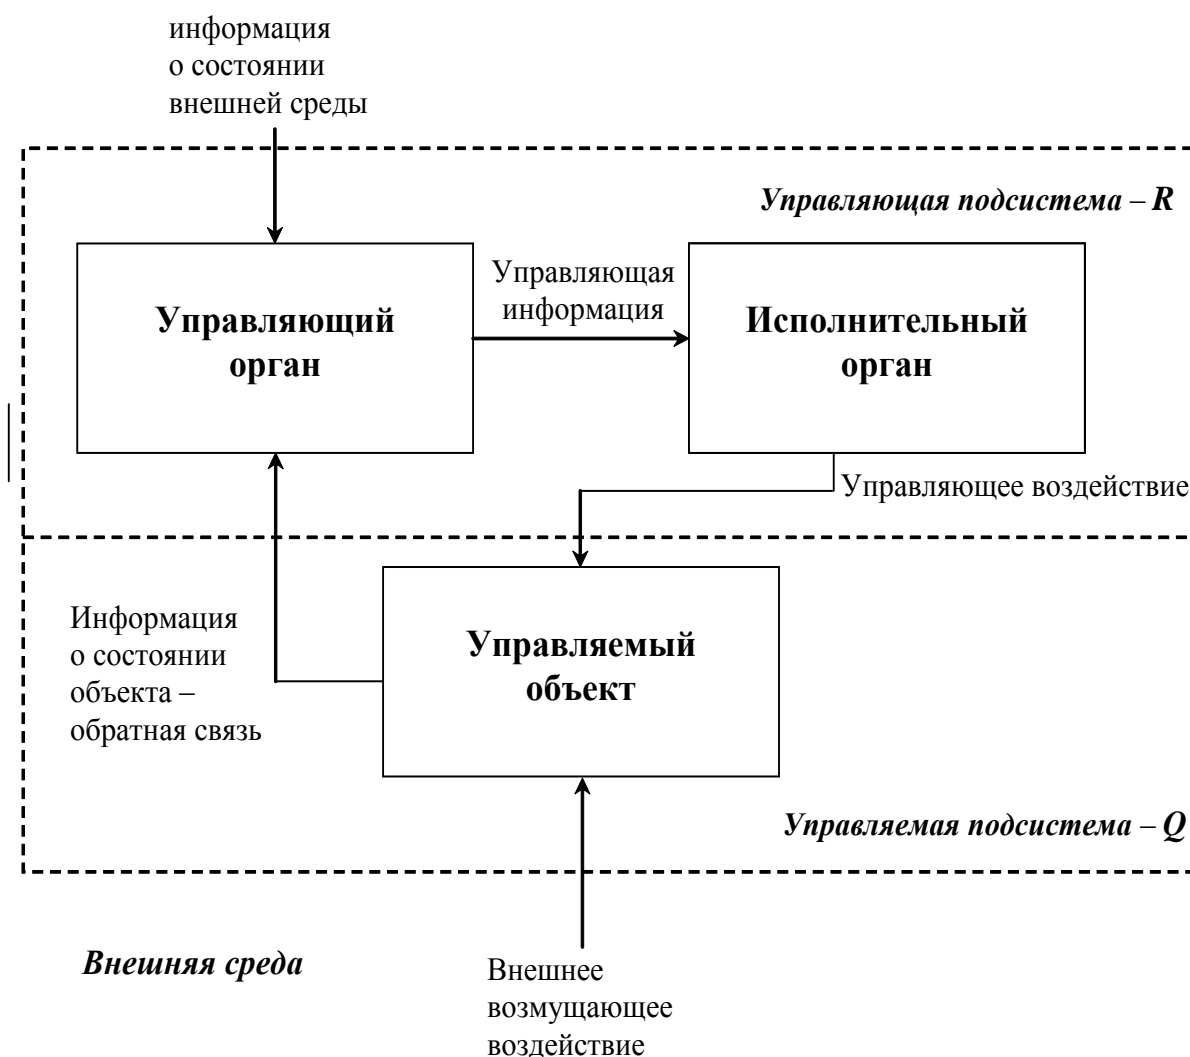 информация
о состоянии
внешней среды
Управляющая подсистема – R
Управляющий
орган
Управляющая
информация
Исполнительный
орган
Управляющее воздействие
Информация
о состоянии
объекта –
обратная связь
Управляемый
объект
Управляемая подсистема – Q
Внешняя среда
Внешнее
возмущающее
воздействие